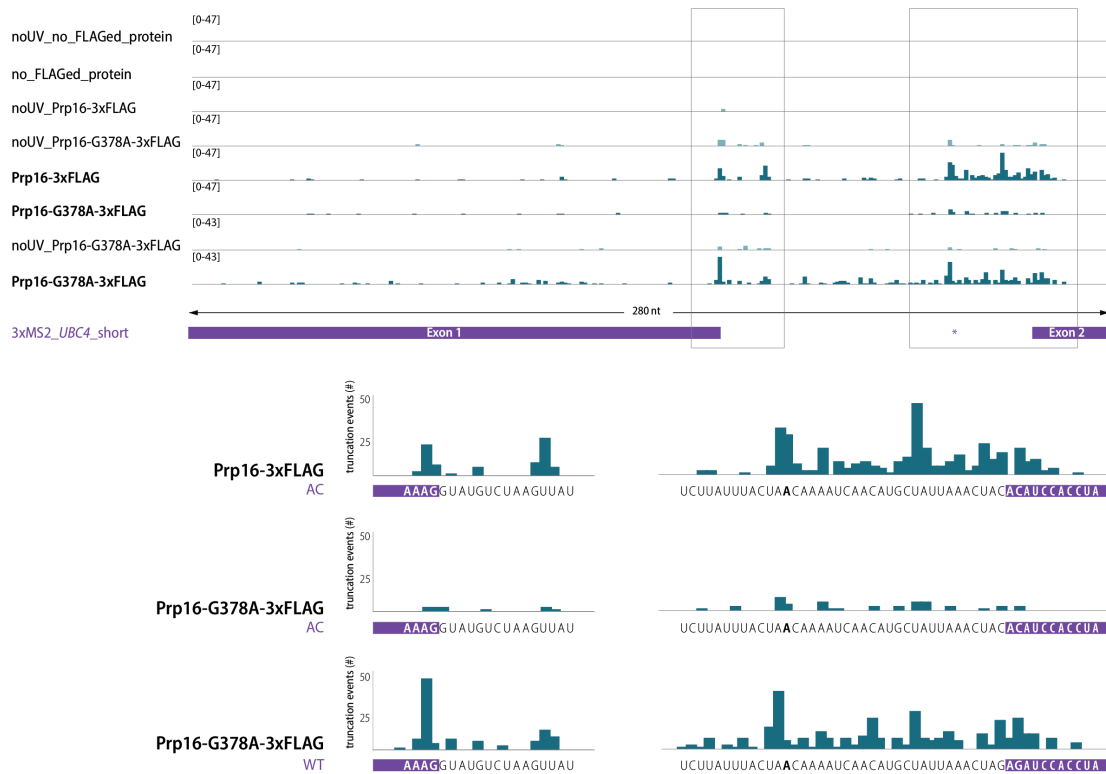 [0-47]
noUV_no_FLAGed_protein
[0-47]
no_FLAGed_protein
[0-47]
noUV_Prp16-3xFLAG
[0-47]
noUV_Prp16-G378A-3xFLAG
[0-47]
Prp16-3xFLAG
[0-47]
Prp16-G378A-3xFLAG
[0-43]
noUV_Prp16-G378A-3xFLAG
[0-43]
Prp16-G378A-3xFLAG
280 nt
3xMS2_UBC4_short Exon 1 * Exon 2
truncation events (#)
50
25
Prp16-3xFLAG
AC
AAAGGUAUGUCUAAGUUAU UCUUAUUUACUAACAAAAUCAACAUGCUAUUAAACUACACAUCCACCUA
truncation events (#)
50
25
Prp16-G378A-3xFLAG
AC
AAAGGUAUGUCUAAGUUAU UCUUAUUUACUAACAAAAUCAACAUGCUAUUAAACUACACAUCCACCUA
truncation events (#)
50
25
Prp16-G378A-3xFLAG
WT
AAAGGUAUGUCUAAGUUAU UCUUAUUUACUAACAAAAUCAACAUGCUAUUAAACUAGAGAUCCACCUA